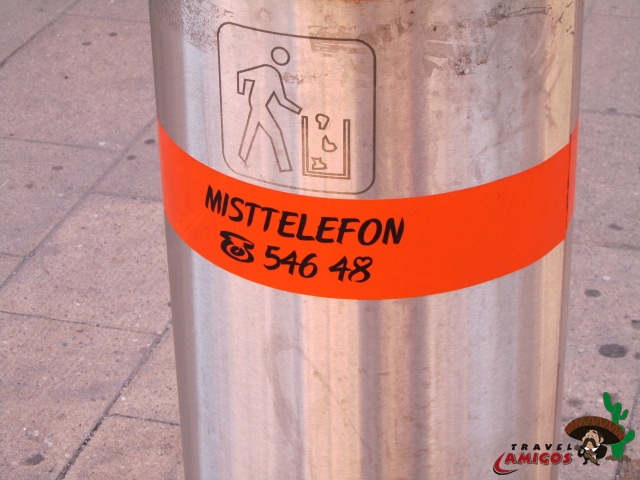 MISTTELEFON
☎ 546 48
TRAVEL
AMIGOS